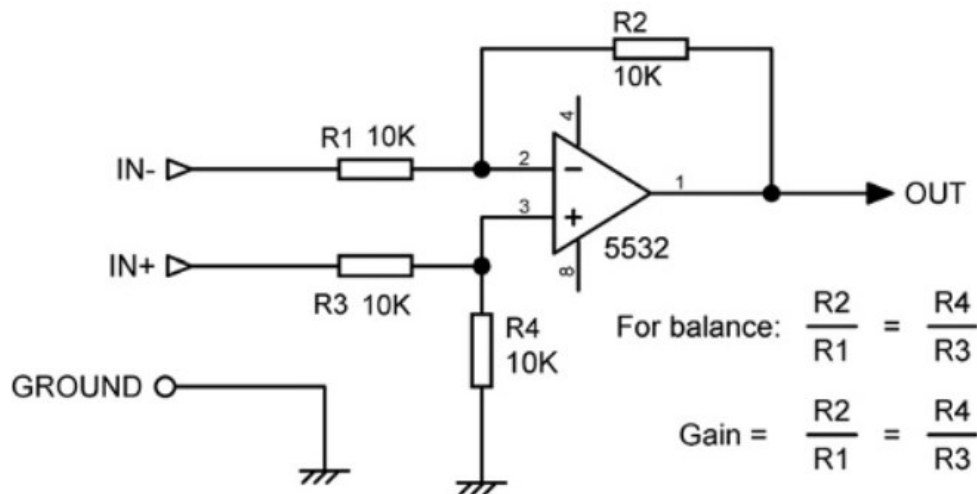 R2
10K
4
R1 10K
IN-
2
−
1
OUT
3
+
5532
8
IN+
R3 10K
R4
10K
GROUND
For balance: R2/R1 = R4/R3
Gain = R2/R1 = R4/R3